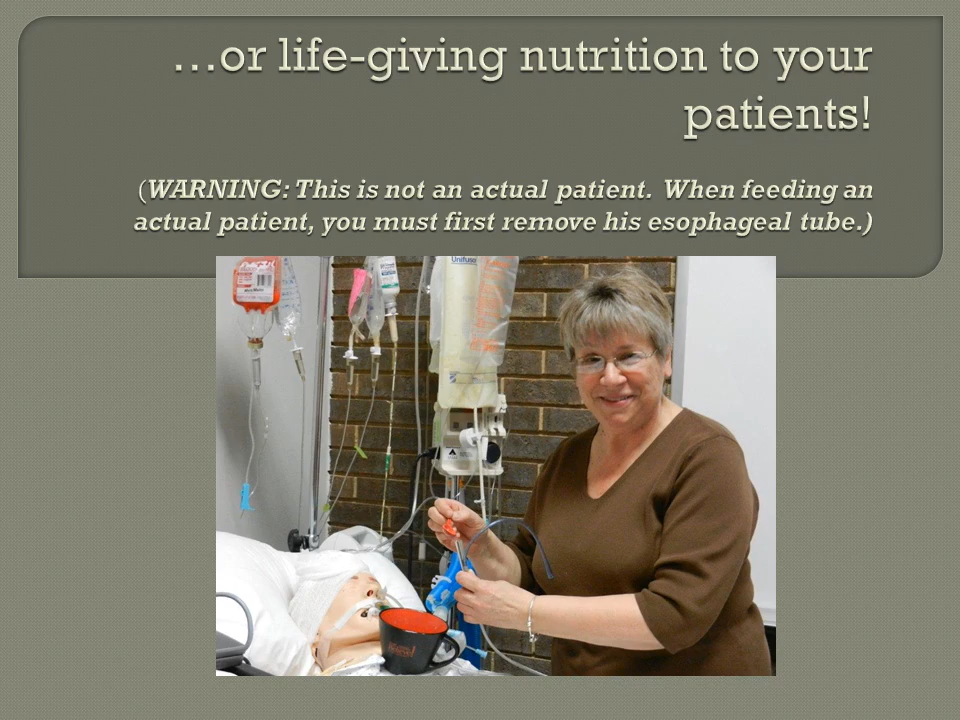 …or life-giving nutrition to your
patients!
(WARNING: This is not an actual patient. When feeding an
actual patient, you must first remove his esophageal tube.)
Unifuso